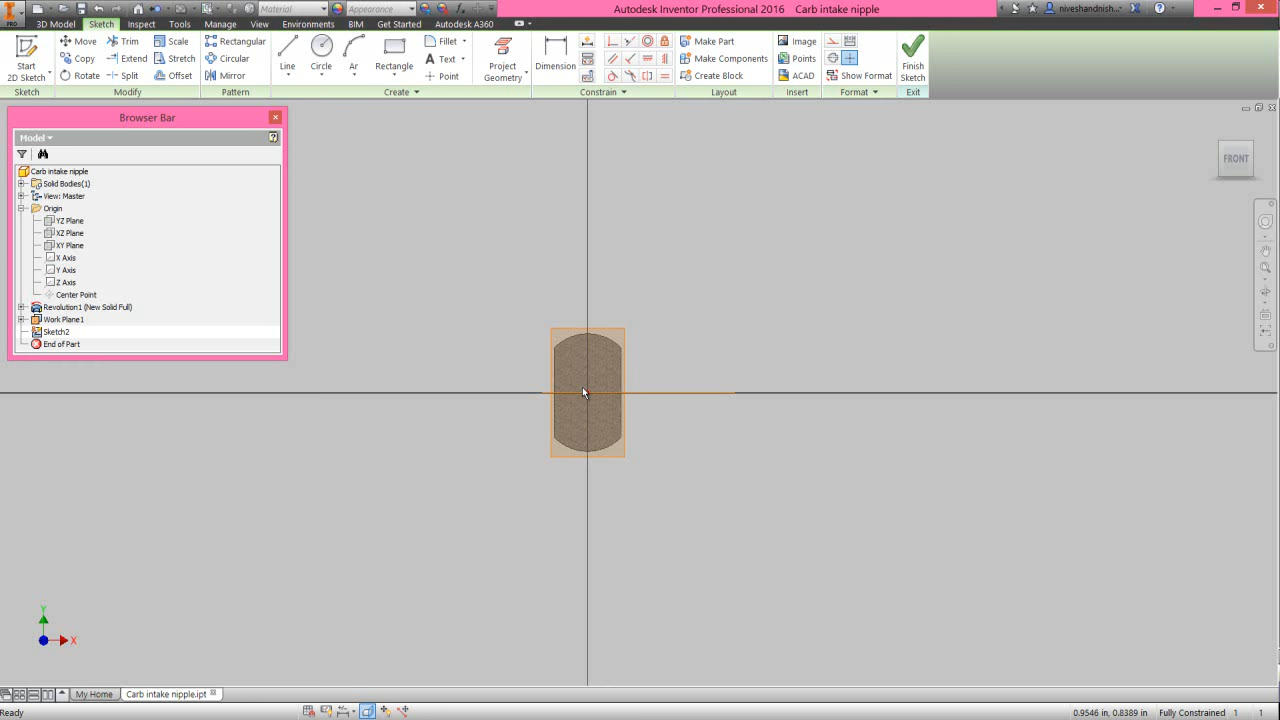 Material Appearance Autodesk Inventor Professional 2016 Carb intake nipple niveshandnish...
PRO 3D Model Sketch Inspect Tools Manage View Environments BIM Get Started Autodesk A360
Move Trim Scale Rectangular Fillet Make Part Image
Copy Extend Stretch Circular Text Make Components Points
Start 2D Sketch Rotate Split Offset Mirror Line Circle Ar Rectangle Point Project Geometry Dimension Create Block ACAD Show Format Finish Sketch
Sketch Modify Pattern Create Constrain Layout Insert Format Exit
Browser Bar
Model
Carb intake nipple
Solid Bodies(1)
View: Master
Origin
YZ Plane
XZ Plane
XY Plane
X Axis
Y Axis
Z Axis
Center Point
Revolution1 (New Solid Full)
Work Plane1
Sketch2
End of Part
FRONT
Y
X
My Home Carb intake nipple.ipt
Ready 0.9546 in, 0.8389 in Fully Constrained 1 1